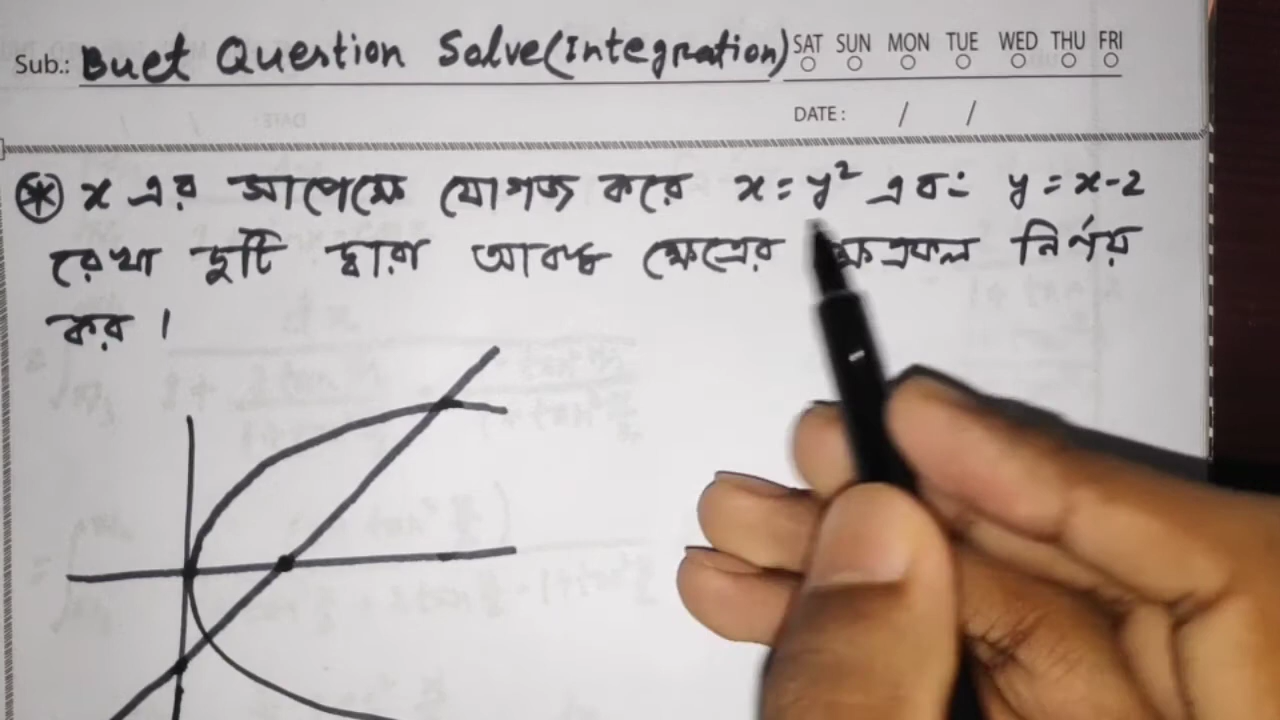 Sub.: Buet Question Solve(Integration) SAT SUN MON TUE WED THU FRI
DATE: / /
x এর সাপেক্ষে যোগজ করে x = y² এবং y = x-2
রেখা দুটি দ্বারা আবদ্ধ ক্ষেত্রের নির্ণয়
কর ।